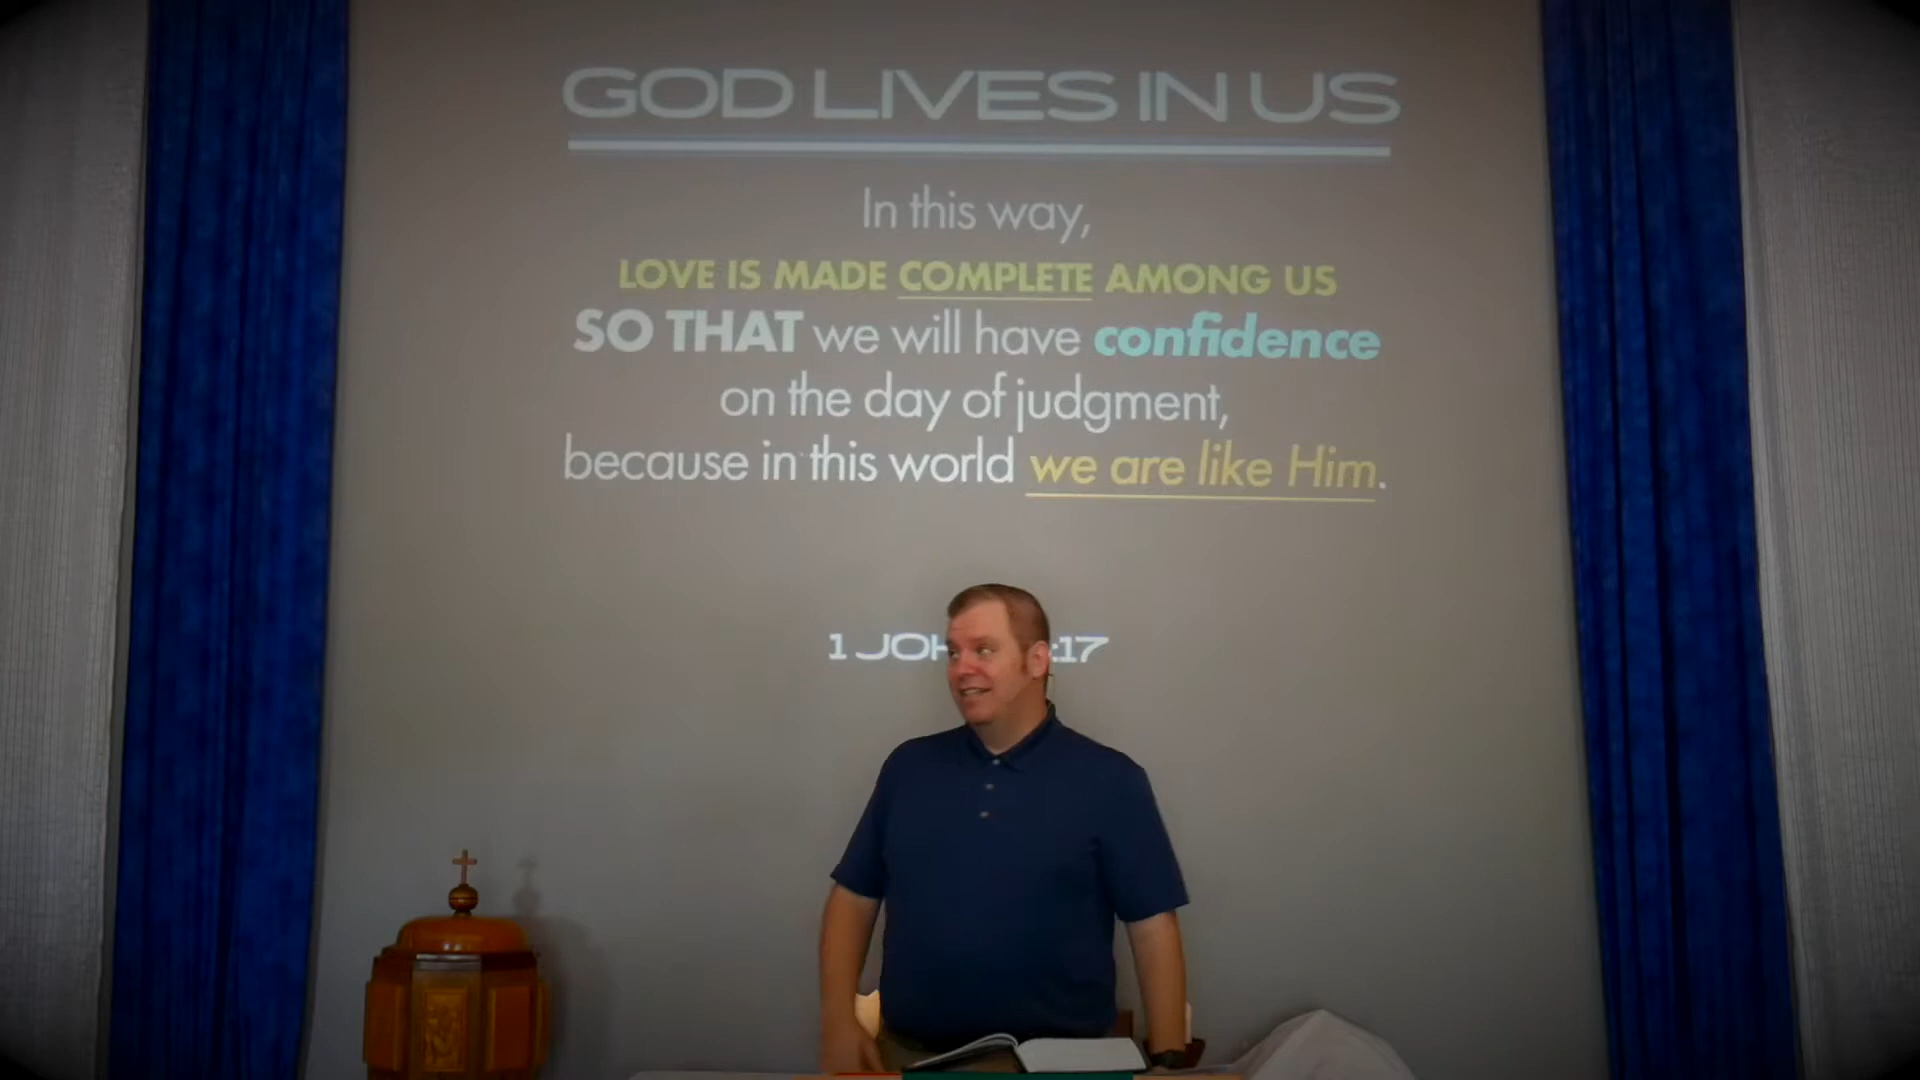 GOD LIVES IN US
In this way,
LOVE IS MADE COMPLETE AMONG US
SO THAT we will have confidence
on the day of judgment,
because in this world we are like Him.
1 :17